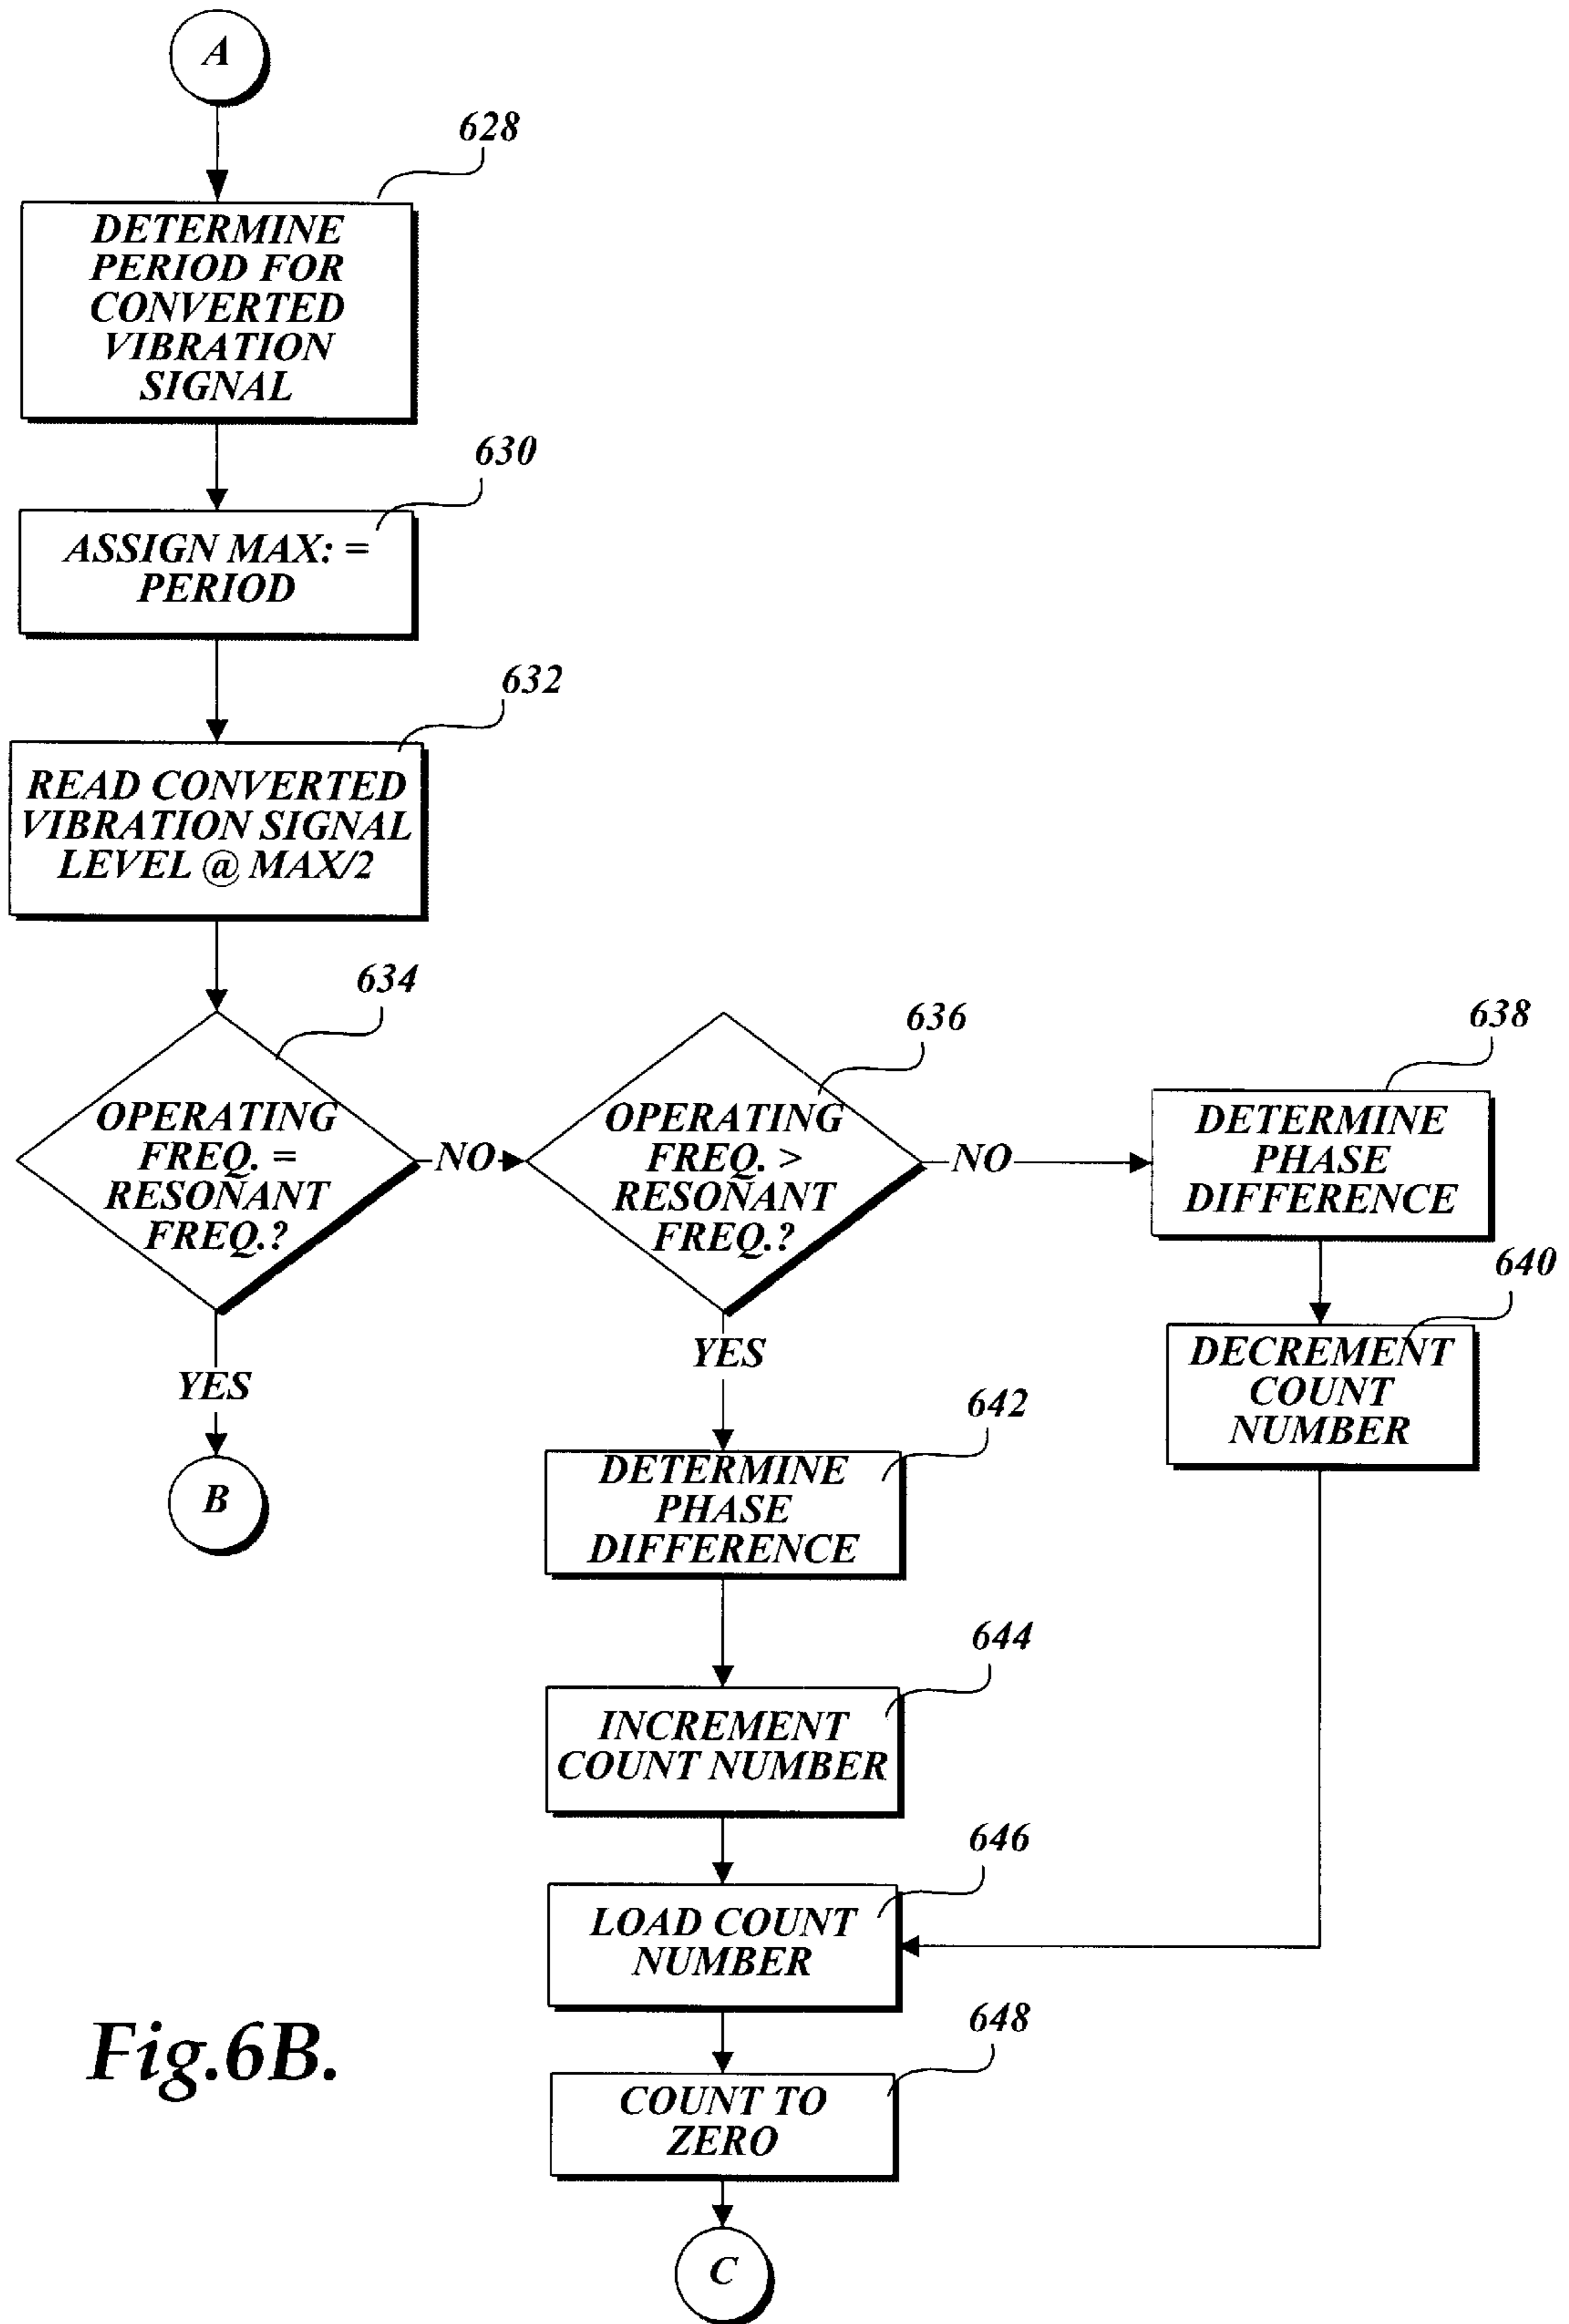 A
628
DETERMINE
PERIOD FOR
CONVERTED
VIBRATION
SIGNAL
630
ASSIGN MAX: =
PERIOD
632
READ CONVERTED
VIBRATION SIGNAL
LEVEL @ MAX/2
634
OPERATING
FREQ. =
RESONANT
FREQ.?
NO
YES
B
636
OPERATING
FREQ. >
RESONANT
FREQ.?
NO
YES
638
DETERMINE
PHASE
DIFFERENCE
640
DECREMENT
COUNT
NUMBER
642
DETERMINE
PHASE
DIFFERENCE
644
INCREMENT
COUNT NUMBER
646
LOAD COUNT
NUMBER
648
COUNT TO
ZERO
C
Fig.6B.